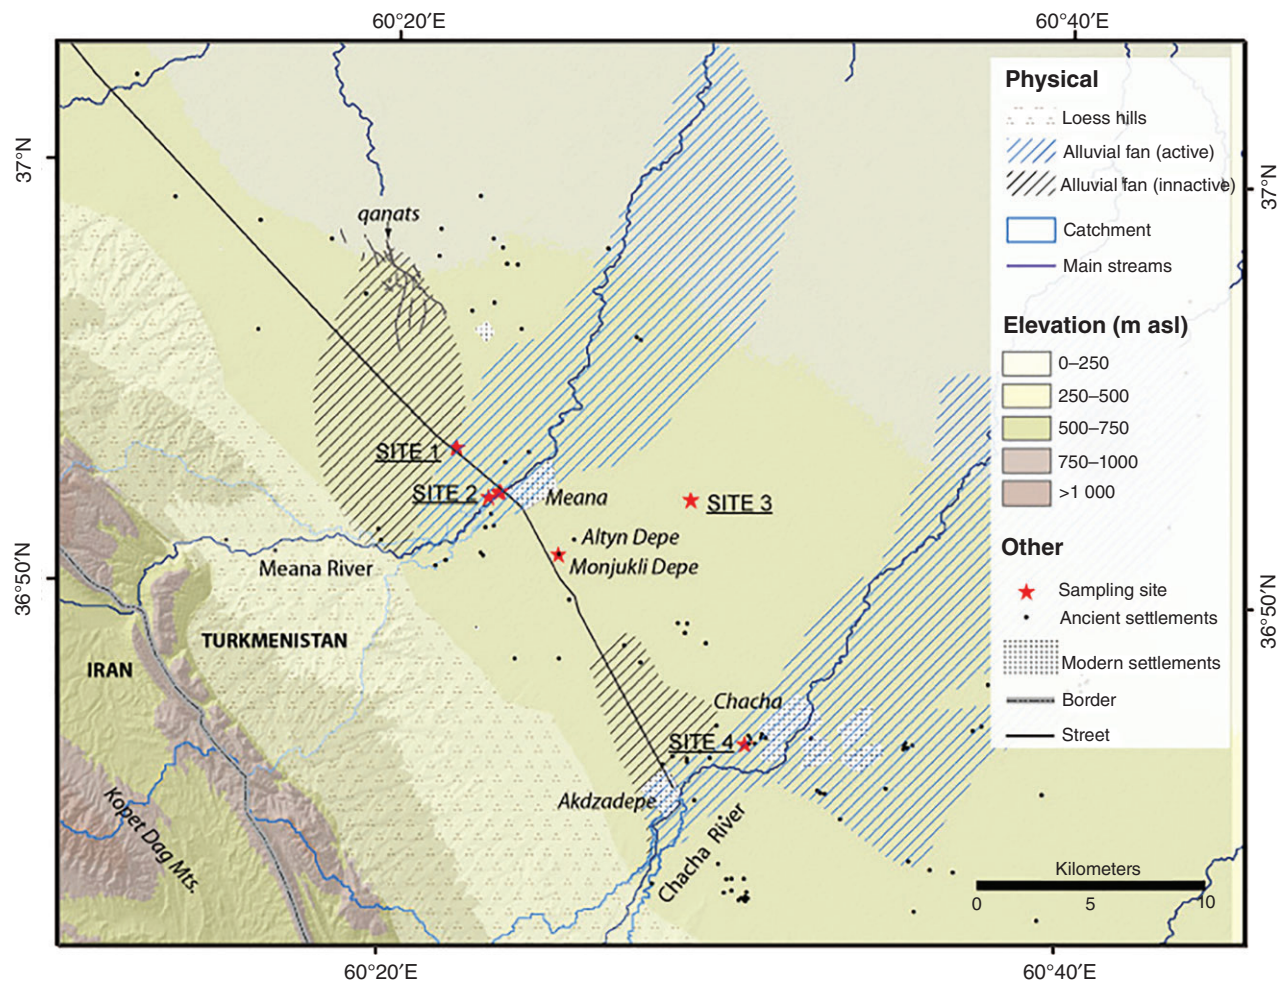 60°20′E
60°40′E
37°N
37°N
36°50′N
36°50′N
60°20′E
60°40′E
qanats
SITE 1
SITE 2
Meana
SITE 3
Altyn Depe
Monjukli Depe
Meana River
TURKMENISTAN
IRAN
Chacha
SITE 4
Akdzadepe
Chacha River
Kopet Dag Mts.
Physical
Loess hills
Alluvial fan (active)
Alluvial fan (innactive)
Catchment
Main streams
Elevation (m asl)
0–250
250–500
500–750
750–1000
>1 000
Other
Sampling site
Ancient settlements
Modern settlements
Border
Street
Kilometers
0 5 10